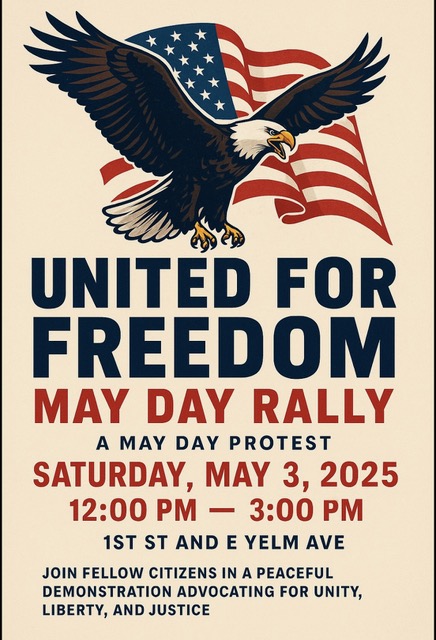 UNITED FOR
FREEDOM
MAY DAY RALLY
A MAY DAY PROTEST
SATURDAY, MAY 3, 2025
12:00 PM — 3:00 PM
1ST ST AND E YELM AVE
JOIN FELLOW CITIZENS IN A PEACEFUL
DEMONSTRATION ADVOCATING FOR UNITY,
LIBERTY, AND JUSTICE